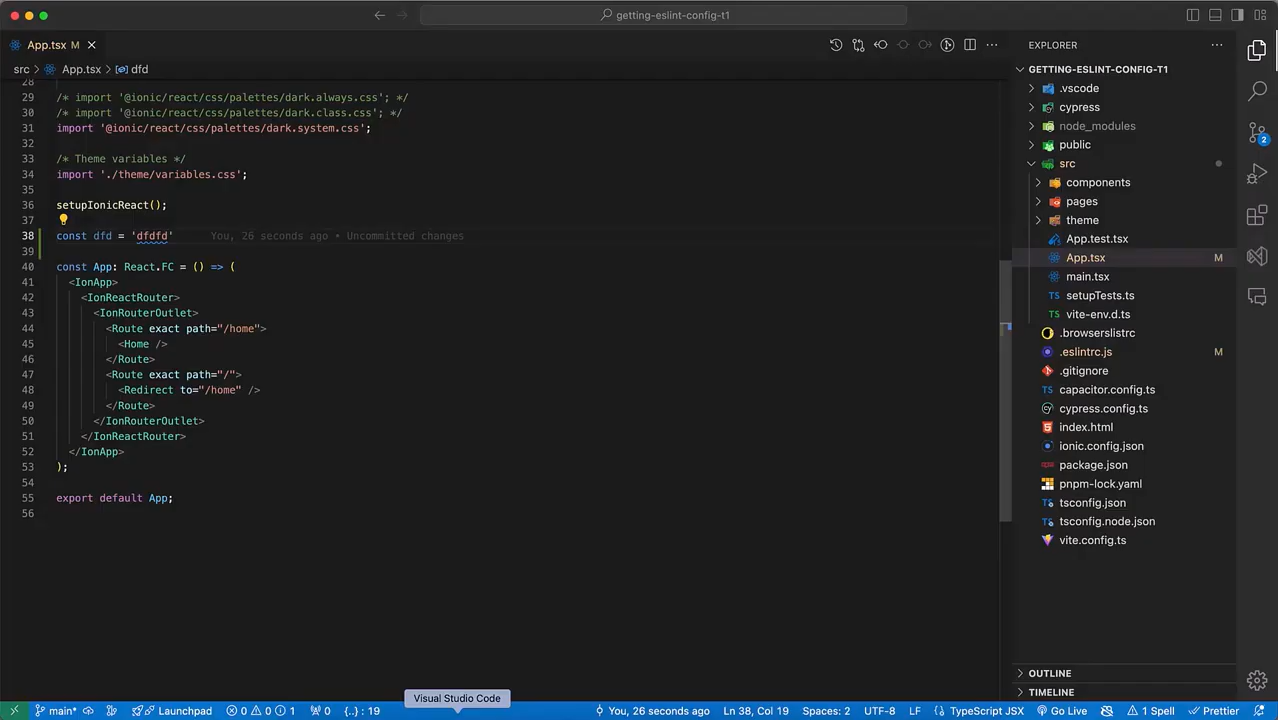 getting-eslint-config-t1
App.tsx M
src > App.tsx > dfd
28
29 /* import '@ionic/react/css/palettes/dark.always.css'; */
30 /* import '@ionic/react/css/palettes/dark.class.css'; */
31 import '@ionic/react/css/palettes/dark.system.css';
32
33 /* Theme variables */
34 import './theme/variables.css';
35
36 setupIonicReact();
37
38 const dfd = 'dfdfd' You, 26 seconds ago • Uncommitted changes
39
40 const App: React.FC = () => (
41 <IonApp>
42 <IonReactRouter>
43 <IonRouterOutlet>
44 <Route exact path="/home">
45 <Home />
46 </Route>
47 <Route exact path="/">
48 <Redirect to="/home" />
49 </Route>
50 </IonRouterOutlet>
51 </IonReactRouter>
52 </IonApp>
53 );
54
55 export default App;
56
EXPLORER
GETTING-ESLINT-CONFIG-T1
.vscode
cypress
node_modules
public
src
components
pages
theme
App.test.tsx
App.tsx M
main.tsx
TS setupTests.ts
TS vite-env.d.ts
.browserslistrc
.eslintrc.js M
.gitignore
TS capacitor.config.ts
cypress.config.ts
index.html
ionic.config.json
package.json
pnpm-lock.yaml
tsconfig.json
tsconfig.node.json
vite.config.ts
OUTLINE
TIMELINE
2
Visual Studio Code
main* Launchpad 0 0 1 0 {..} : 19 You, 26 seconds ago Ln 38, Col 19 Spaces: 2 UTF-8 LF {} TypeScript JSX Go Live 1 Spell Prettier